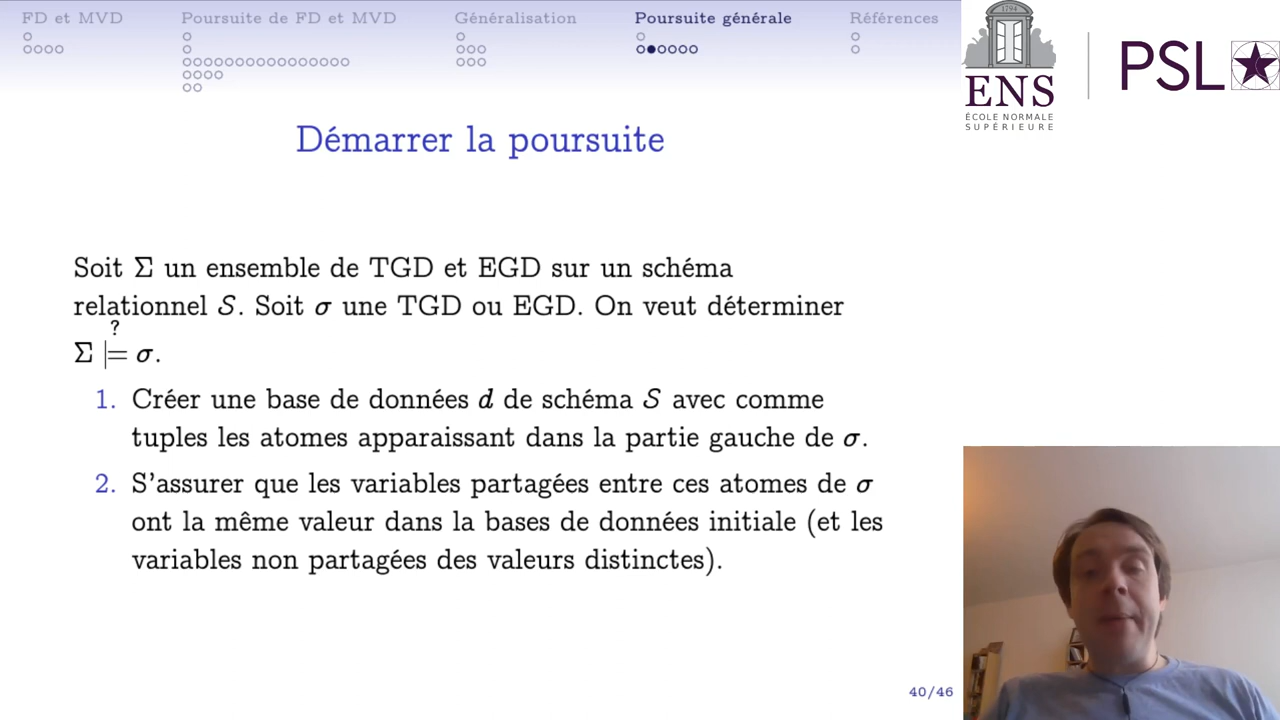 FD et MVD
Poursuite de FD et MVD
Généralisation
Poursuite générale
Références
1794
ENS
ÉCOLE NORMALE
SUPÉRIEURE
PSL
Démarrer la poursuite
Soit Σ un ensemble de TGD et EGD sur un schéma
relationnel 𝒮. Soit σ une TGD ou EGD. On veut déterminer
?
Σ |= σ.
1. Créer une base de données d de schéma 𝒮 avec comme
tuples les atomes apparaissant dans la partie gauche de σ.
2. S'assurer que les variables partagées entre ces atomes de σ
ont la même valeur dans la bases de données initiale (et les
variables non partagées des valeurs distinctes).
40/46